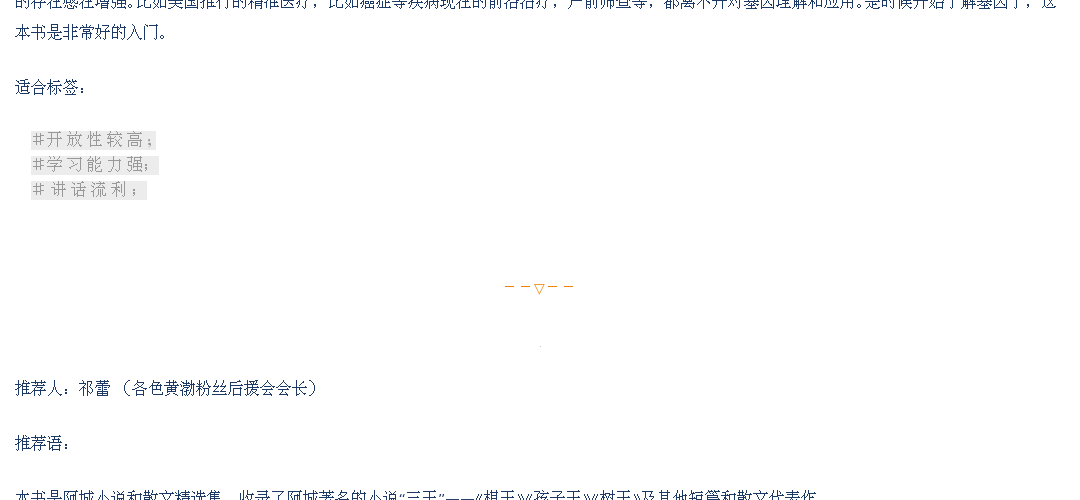 的存在感在增强。比如美国推行的精准医疗，比如癌症等疾病现在的前沿治疗，产前筛查等，都离不开对基因理解和应用。是时候开始了解基因了，这
本书是非常好的入门。
适合标签：
#开放性较高；
#学习能力强；
# 讲话流利；
--▽--
推荐人：祁蕾 （各色黄渤粉丝后援会会长）
推荐语：
本书是阿城小说和散文精选集，收录了阿城著名的小说“三王”——《棋王》《孩子王》《树王》及其他短篇和散文代表作。